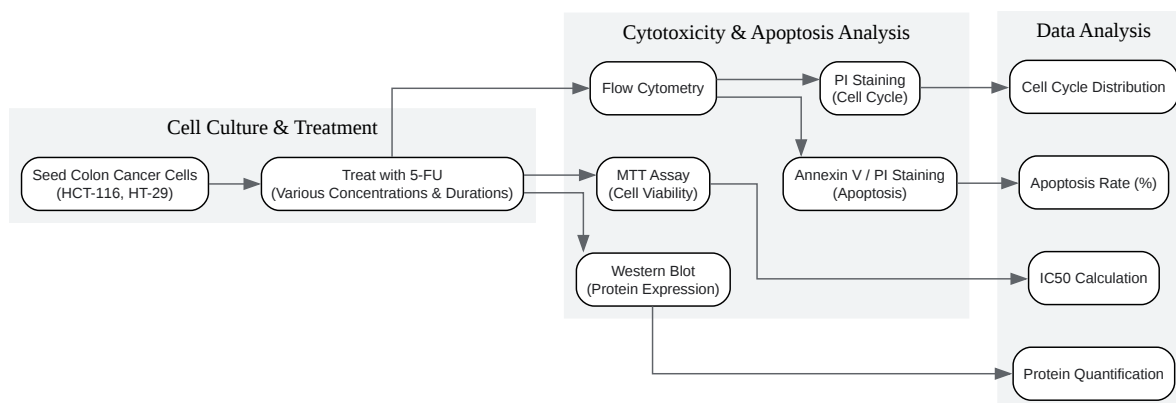 Cell Culture & Treatment
Seed Colon Cancer Cells
(HCT-116, HT-29)
Treat with 5-FU
(Various Concentrations & Durations)
Cytotoxicity & Apoptosis Analysis
Flow Cytometry
PI Staining
(Cell Cycle)
MTT Assay
(Cell Viability)
Annexin V / PI Staining
(Apoptosis)
Western Blot
(Protein Expression)
Data Analysis
Cell Cycle Distribution
Apoptosis Rate (%)
IC50 Calculation
Protein Quantification